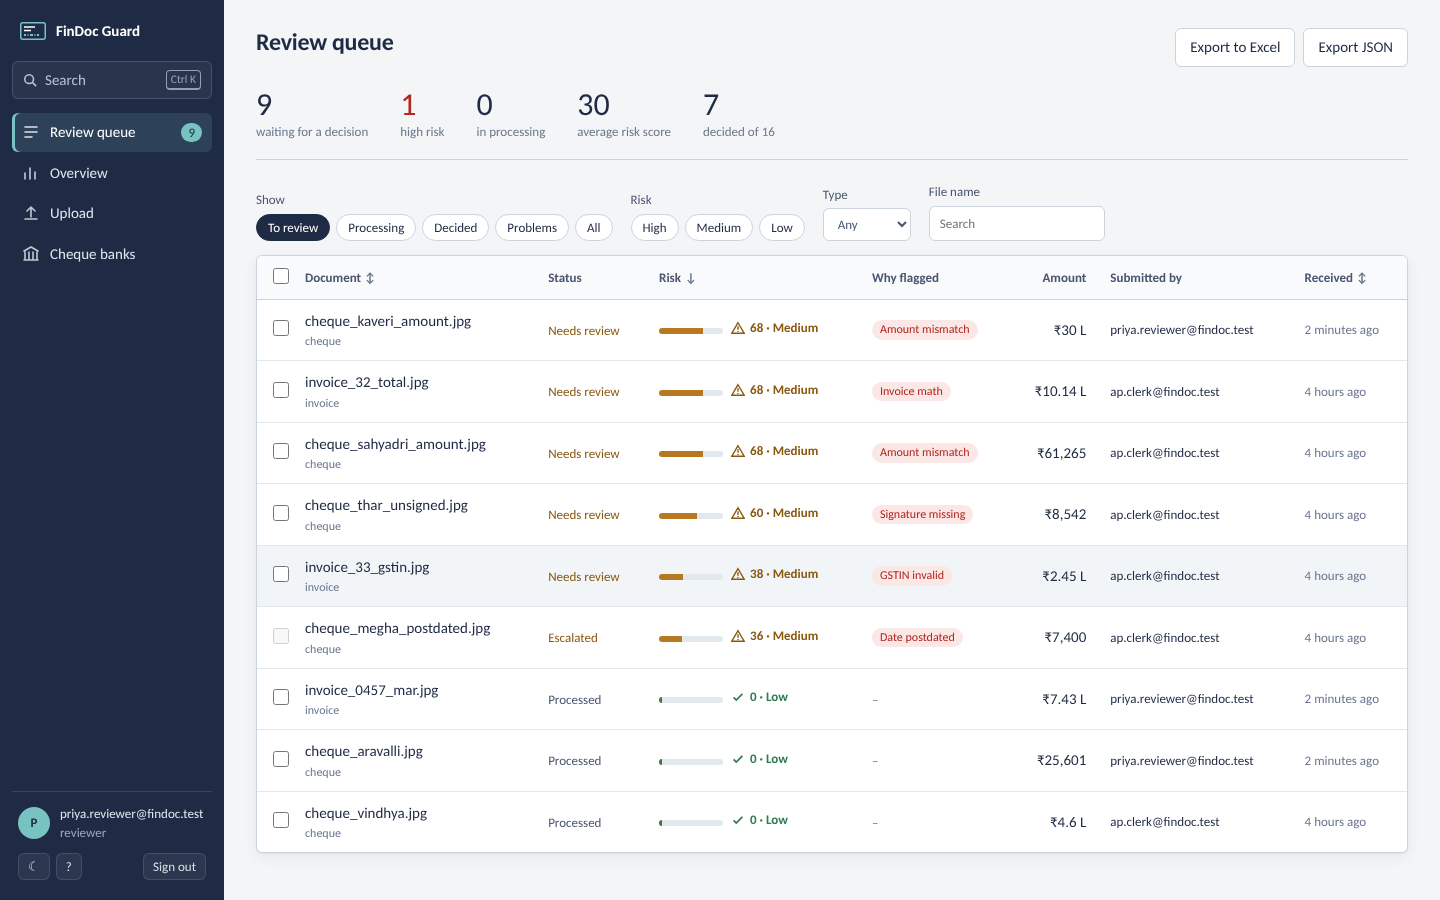 FinDoc Guard
Search Ctrl K
Review queue 9
Overview
Upload
Cheque banks
priya.reviewer@findoc.test
reviewer
P
? Sign out
Review queue
Export to Excel Export JSON
9 1 0 30 7
waiting for a decision high risk in processing average risk score decided of 16
Show Risk Type File name
To review Processing Decided Problems All High Medium Low Any Search
Document Status Risk Why flagged Amount Submitted by Received
cheque_kaveri_amount.jpg
cheque Needs review 68 · Medium Amount mismatch ₹30 L priya.reviewer@findoc.test 2 minutes ago
invoice_32_total.jpg
invoice Needs review 68 · Medium Invoice math ₹10.14 L ap.clerk@findoc.test 4 hours ago
cheque_sahyadri_amount.jpg
cheque Needs review 68 · Medium Amount mismatch ₹61,265 ap.clerk@findoc.test 4 hours ago
cheque_thar_unsigned.jpg
cheque Needs review 60 · Medium Signature missing ₹8,542 ap.clerk@findoc.test 4 hours ago
invoice_33_gstin.jpg
invoice Needs review 38 · Medium GSTIN invalid ₹2.45 L ap.clerk@findoc.test 4 hours ago
cheque_megha_postdated.jpg
cheque Escalated 36 · Medium Date postdated ₹7,400 ap.clerk@findoc.test 4 hours ago
invoice_0457_mar.jpg
invoice Processed 0 · Low – ₹7.43 L priya.reviewer@findoc.test 2 minutes ago
cheque_aravalli.jpg
cheque Processed 0 · Low – ₹25,601 priya.reviewer@findoc.test 2 minutes ago
cheque_vindhya.jpg
cheque Processed 0 · Low – ₹4.6 L ap.clerk@findoc.test 4 hours ago